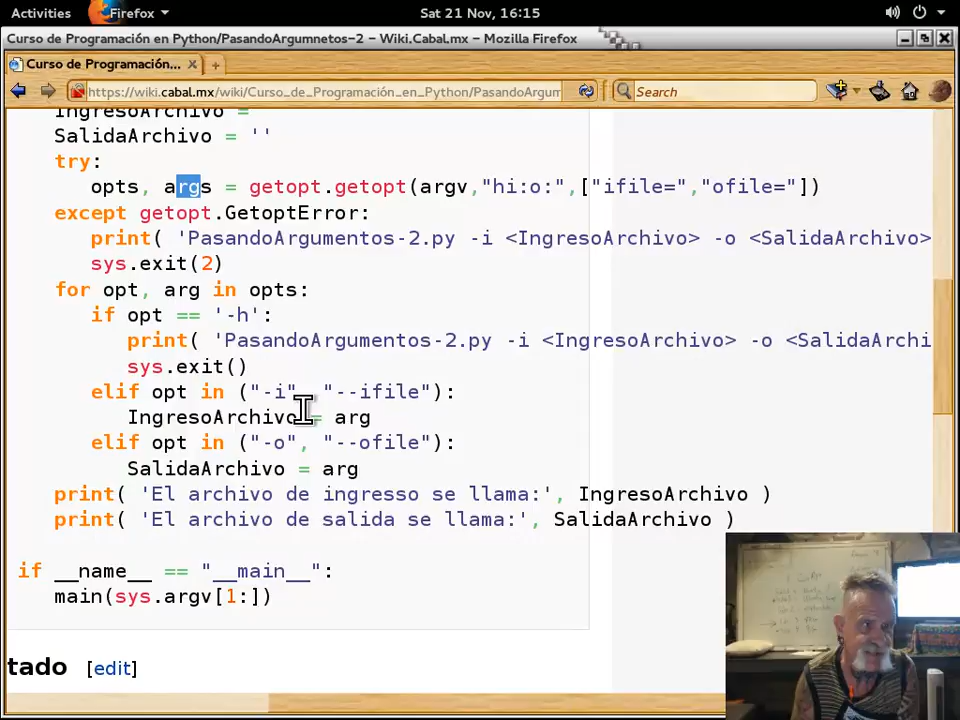 Activities Firefox Sat 21 Nov, 16:15
Curso de Programación en Python/PasandoArgumnetos-2 – Wiki.Cabal.mx – Mozilla Firefox
Curso de Programación...
https://wiki.cabal.mx/wiki/Curso_de_Programación_en_Python/PasandoArgum Search
IngresoArchivo =
SalidaArchivo = ''
try:
opts, args = getopt.getopt(argv,"hi:o:",["ifile=","ofile="])
except getopt.GetoptError:
print( 'PasandoArgumentos-2.py -i <IngresoArchivo> -o <SalidaArchivo>
sys.exit(2)
for opt, arg in opts:
if opt == '-h':
print( 'PasandoArgumentos-2.py -i <IngresoArchivo> -o <SalidaArchi
sys.exit()
elif opt in ("-i", "--ifile"):
IngresoArchivo = arg
elif opt in ("-o", "--ofile"):
SalidaArchivo = arg
print( 'El archivo de ingresso se llama:', IngresoArchivo )
print( 'El archivo de salida se llama:', SalidaArchivo )
if __name__ == "__main__":
main(sys.argv[1:])
tado [edit]